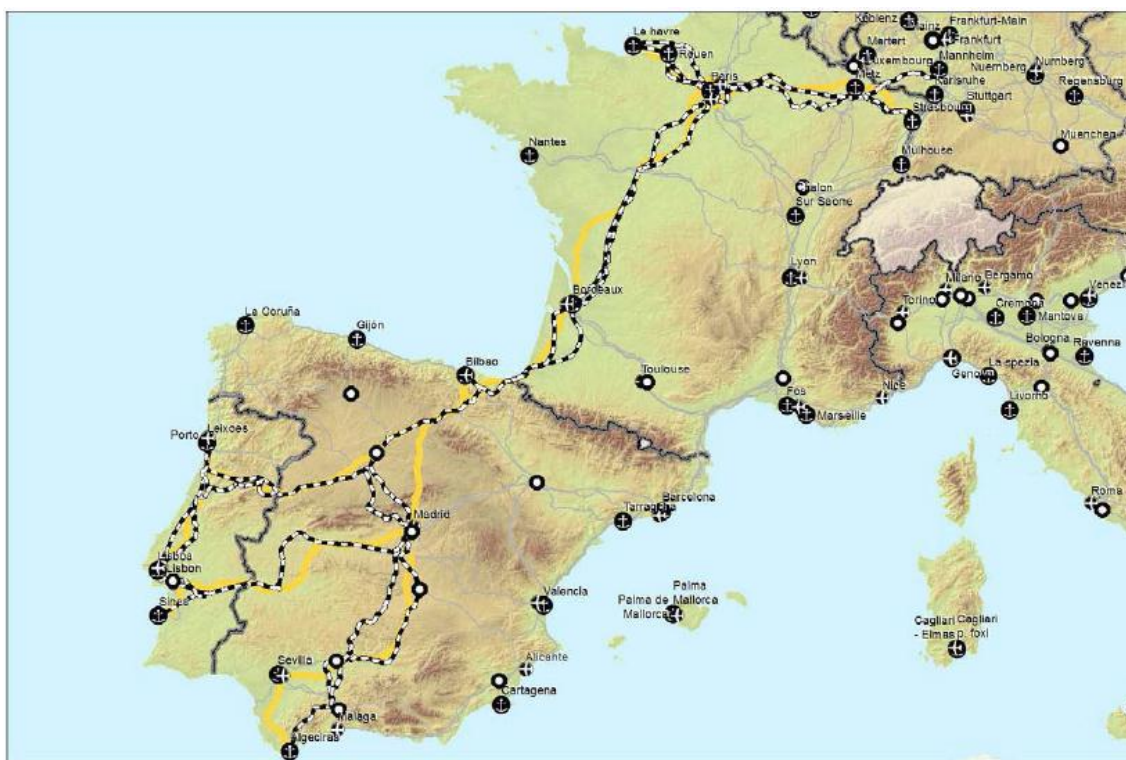 Koblenz
Mainz
Frankfurt-Main
Frankfurt
Le havre
Rouen
Mertert
Luxembourg
Mannheim
Nuernberg
Nurnberg
Paris
Metz
Karlsruhe
Regensburg
Stuttgart
Strasbourg
Muenchen
Nantes
Mulhouse
Chalon
Sur Saone
Lyon
Milano
Bergamo
Venezi
Bordeaux
Torino
Cremona
Mantova
La Coruña
Gijón
Bologna
Ravenna
Bilbao
Toulouse
Genova
La spezia
Nice
Fos
Livorno
Marseille
Leixoes
Porto
Barcelona
Roma
Tarragona
Madrid
Lisboa
Lisbon
Sines
Valencia
Palma
Palma de Mallorca
Mallorca
Cagliari
- Elmas
Cagliari
p. foxi
Sevilla
Alicante
Cartagena
Malaga
Algeciras